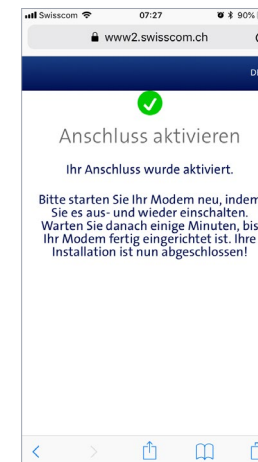 Swisscom 07:27 90%
www2.swisscom.ch
Anschluss aktivieren
Ihr Anschluss wurde aktiviert.
Bitte starten Sie Ihr Modem neu, indem
Sie es aus- und wieder einschalten.
Warten Sie danach einige Minuten, bis
Ihr Modem fertig eingerichtet ist. Ihre
Installation ist nun abgeschlossen!